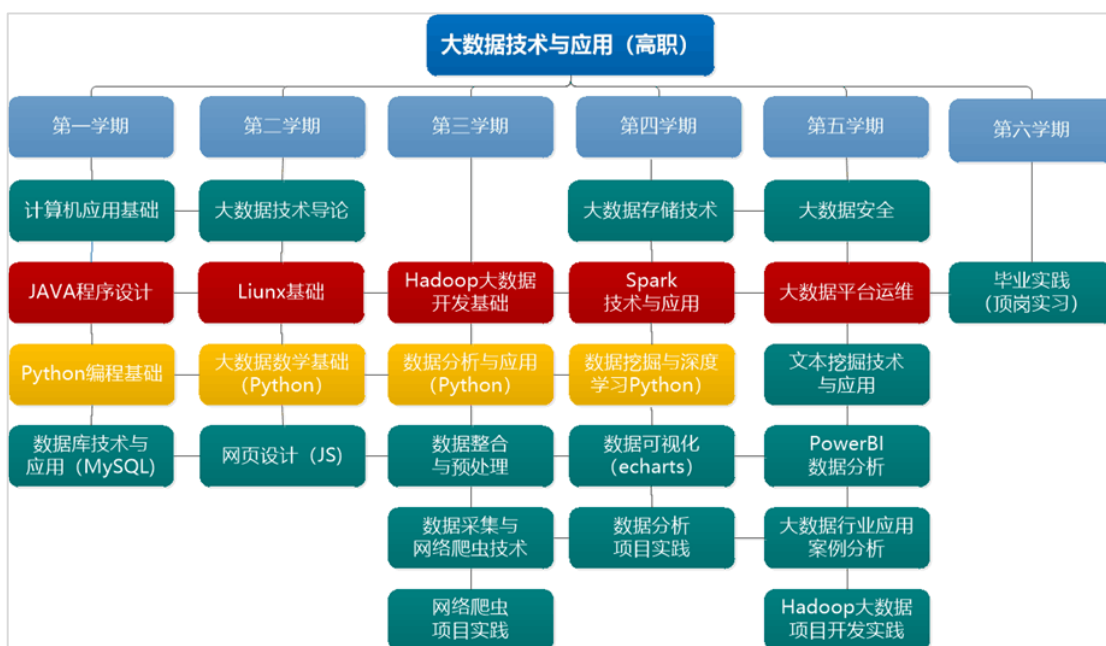 大数据技术与应用（高职）
第一学期
第二学期
第三学期
第四学期
第五学期
第六学期
计算机应用基础
大数据技术导论
大数据存储技术
大数据安全
JAVA程序设计
Liunx基础
Hadoop大数据
开发基础
Spark
技术与应用
大数据平台运维
毕业实践
（顶岗实习）
Python编程基础
大数据数学基础
（Python）
数据分析与应用
（Python）
数据挖掘与深度
学习Python）
文本挖掘技术
与应用
数据库技术与
应用（MySQL)
网页设计（JS)
数据整合
与预处理
数据可视化
（echarts）
PowerBI
数据分析
数据采集与
网络爬虫技术
数据分析
项目实践
大数据行业应用
案例分析
网络爬虫
项目实践
Hadoop大数据
项目开发实践